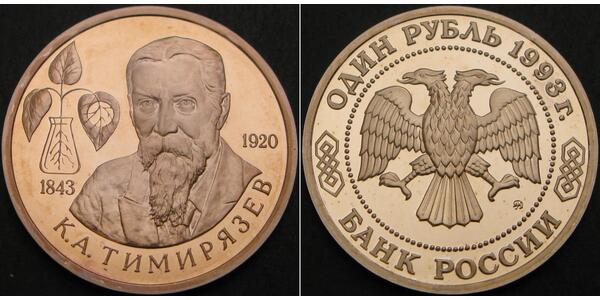 1843
1920
К.А. ТИМИРЯЗЕВ
ОДИН РУБЛЬ 1993 г.
БАНК РОССИИ